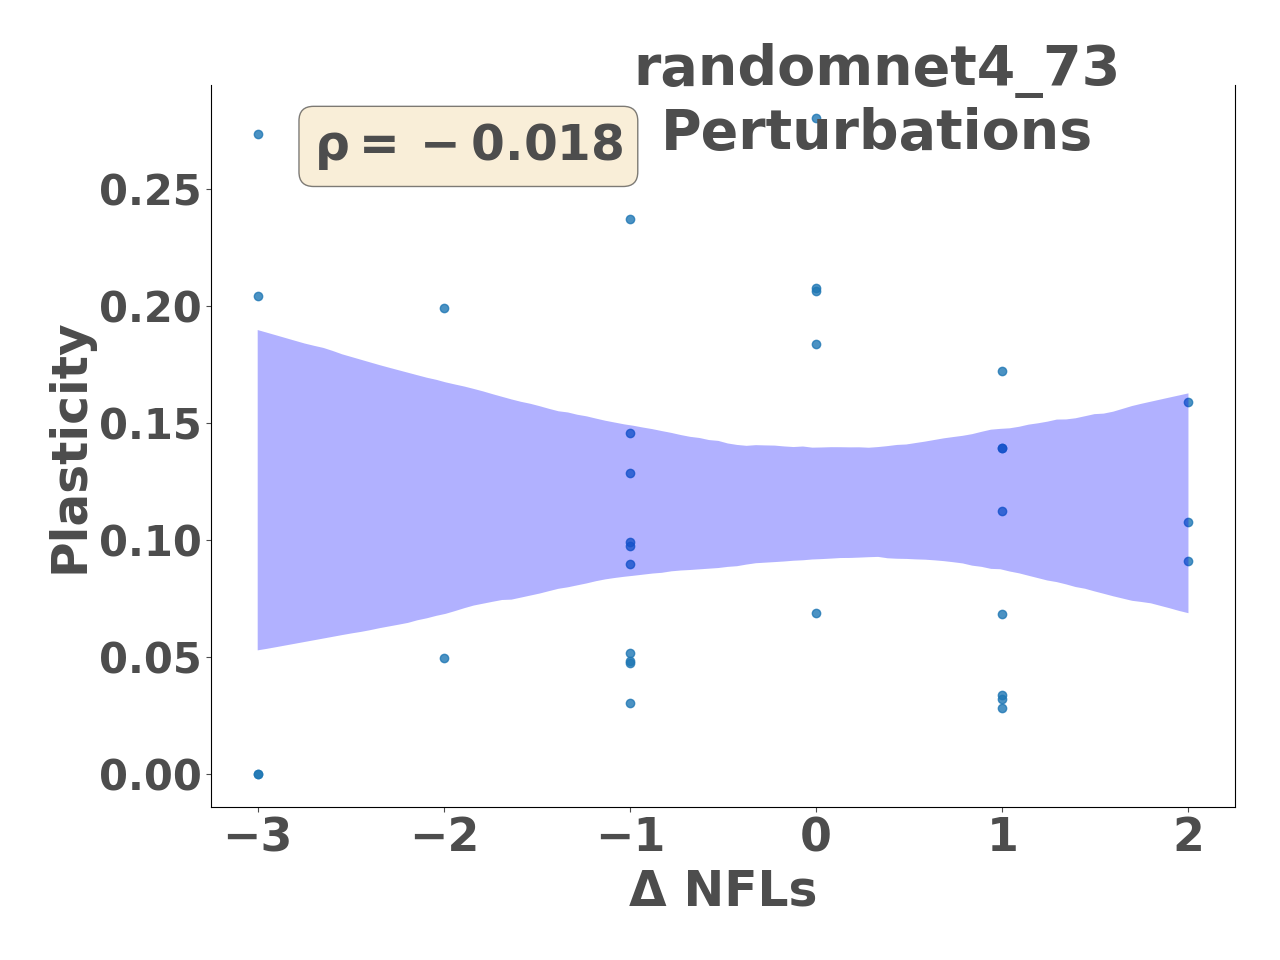 randomnet4_73
Perturbations
ρ = − 0.018
Plasticity
0.25
0.20
0.15
0.10
0.05
0.00
−3 −2 −1 0 1 2
Δ NFLs